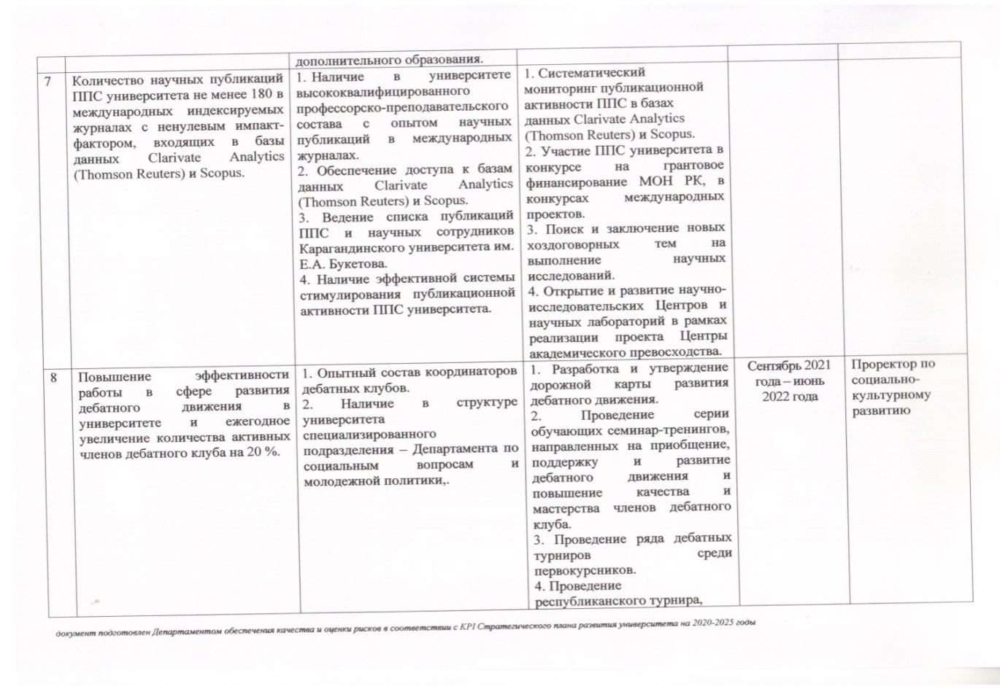 дополнительного образования.
7
Количество научных публикаций
ППС университета не менее 180 в
международных индексируемых
журналах с ненулевым импакт-
фактором, входящих в базы
данных Clarivate Analytics
(Thomson Reuters) и Scopus.
1. Наличие в университете
высококвалифицированного
профессорско-преподавательского
состава с опытом научных
публикаций в международных
журналах.
2. Обеспечение доступа к базам
данных Clarivate Analytics
(Thomson Reuters) и Scopus.
3. Ведение списка публикаций
ППС и научных сотрудников
Карагандинского университета им.
Е.А. Букетова.
4. Наличие эффективной системы
стимулирования публикационной
активности ППС университета.
1. Систематический
мониторинг публикационной
активности ППС в базах
данных Clarivate Analytics
(Thomson Reuters) и Scopus.
2. Участие ППС университета в
конкурсе на грантовое
финансирование МОН РК, в
конкурсах международных
проектов.
3. Поиск и заключение новых
хоздоговорных тем на
выполнение научных
исследований.
4. Открытие и развитие научно-
исследовательских Центров и
научных лабораторий в рамках
реализации проекта Центры
академического превосходства.
8
Повышение эффективности
работы в сфере развития
дебатного движения в
университете и ежегодное
увеличение количества активных
членов дебатного клуба на 20 %.
1. Опытный состав координаторов
дебатных клубов.
2. Наличие в структуре
университета
специализированного
подразделения – Департамента по
социальным вопросам и
молодежной политики,.
1. Разработка и утверждение
дорожной карты развития
дебатного движения.
2. Проведение серии
обучающих семинар-тренингов,
направленных на приобщение,
поддержку и развитие
дебатного движения и
повышение качества и
мастерства членов дебатного
клуба.
3. Проведение ряда дебатных
турниров среди
первокурсников.
4. Проведение
республиканского турнира,
Сентябрь 2021
года – июнь
2022 года
Проректор по
социально-
культурному
развитию
документ подготовлен Департаментом обеспечения качества и оценки рисков в соответствии с KPI Стратегического плана развития университета на 2020-2025 годы